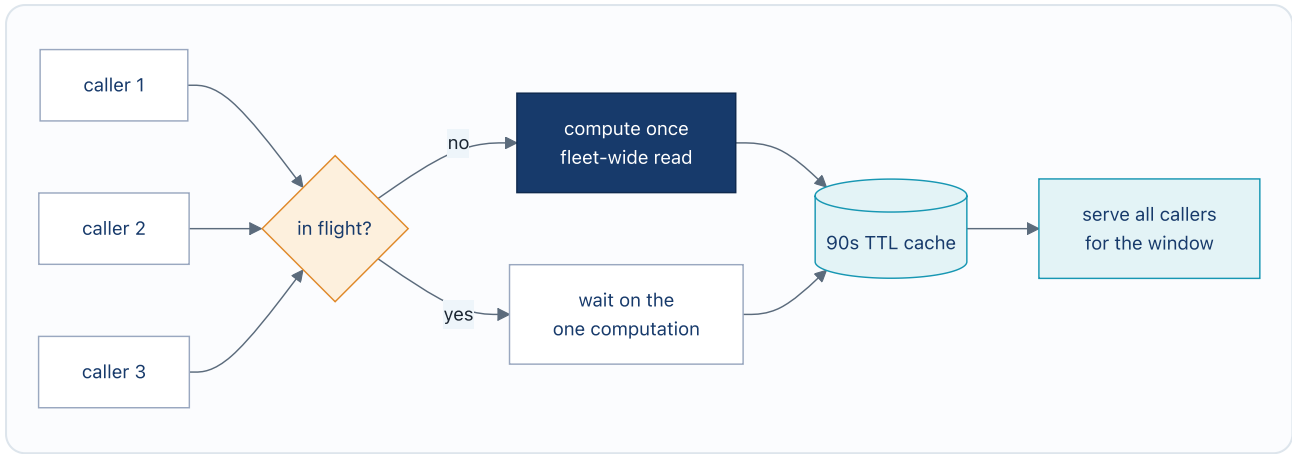 caller 1
caller 2
caller 3
in flight?
no
yes
compute once
fleet-wide read
wait on the
one computation
90s TTL cache
serve all callers
for the window